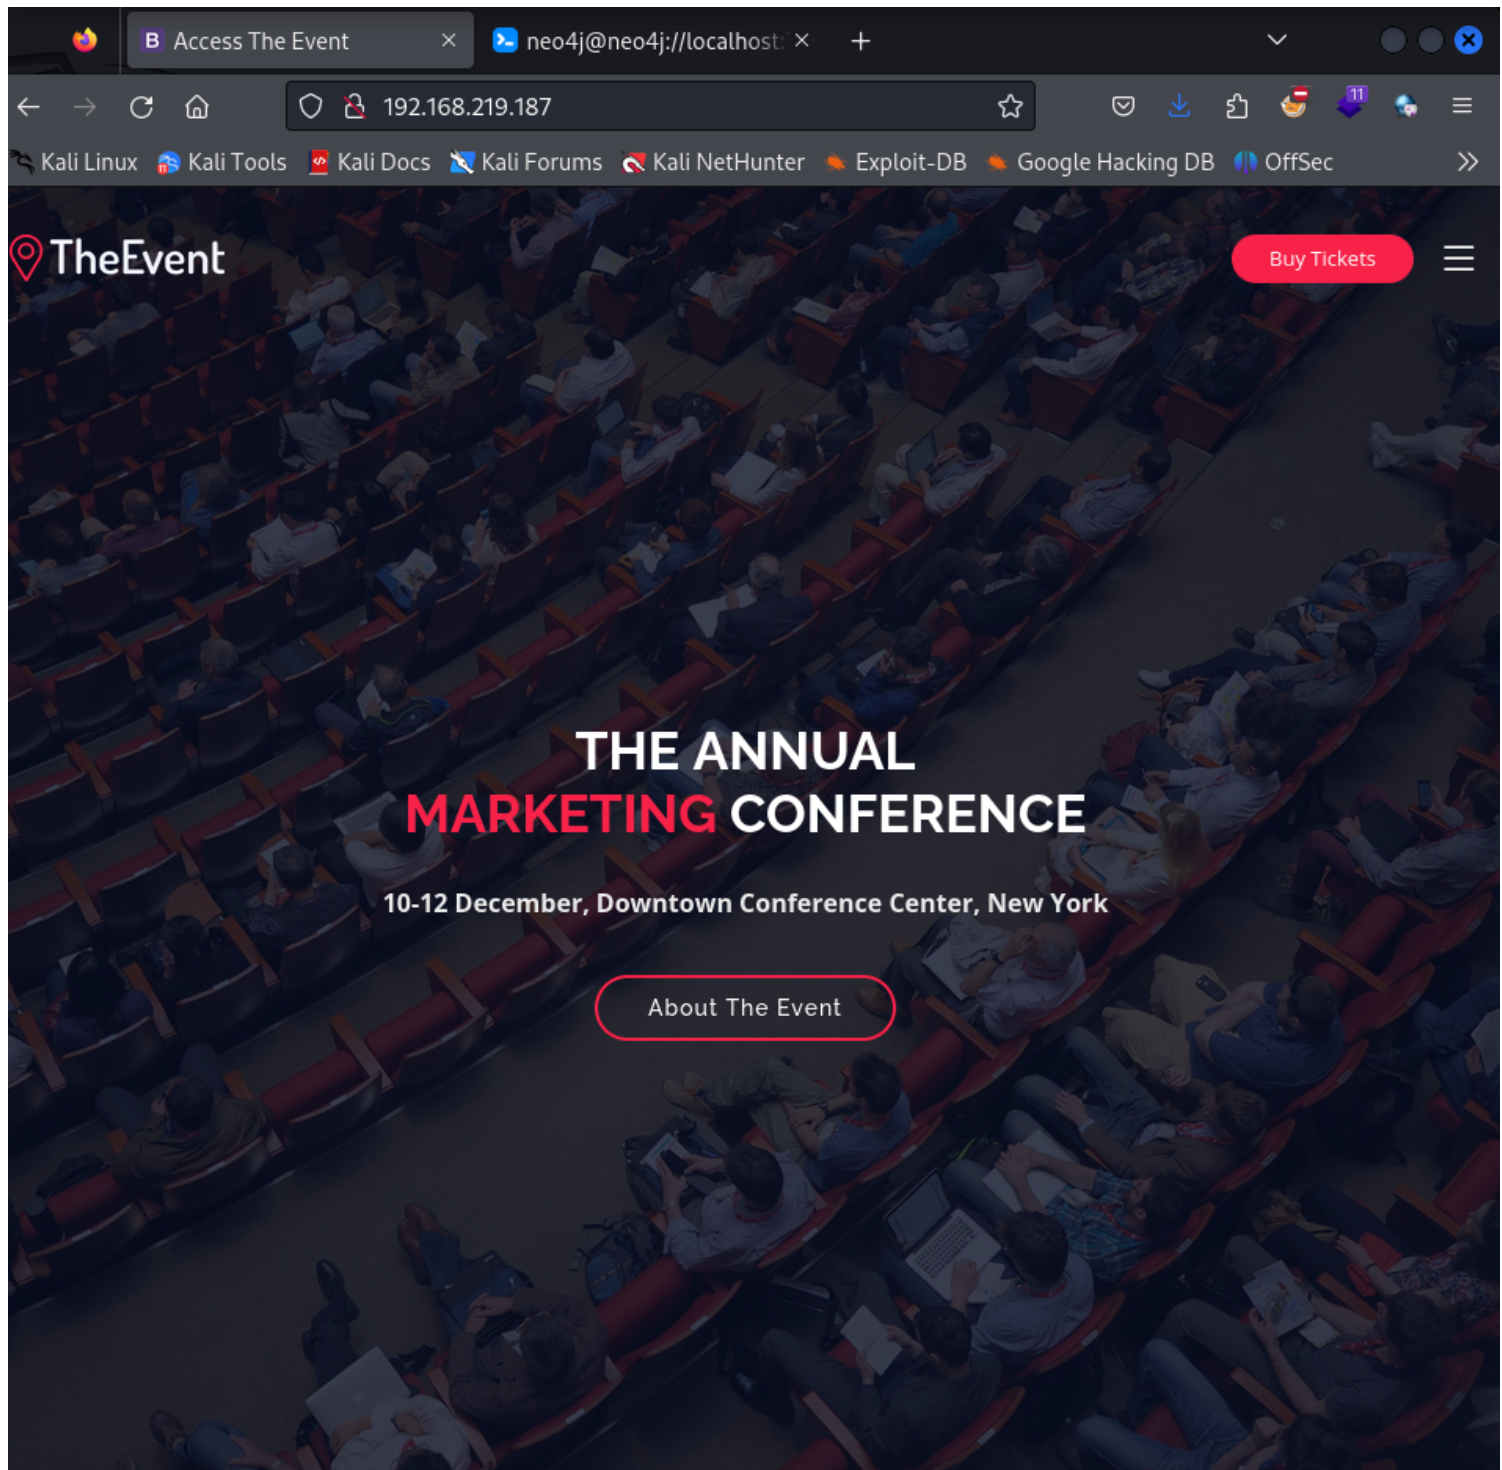 B Access The Event
neo4j@neo4j://localhost:
192.168.219.187
11
Kali Linux Kali Tools Kali Docs Kali Forums Kali NetHunter Exploit-DB Google Hacking DB OffSec
TheEvent
Buy Tickets
THE ANNUAL
MARKETING CONFERENCE
10-12 December, Downtown Conference Center, New York
About The Event